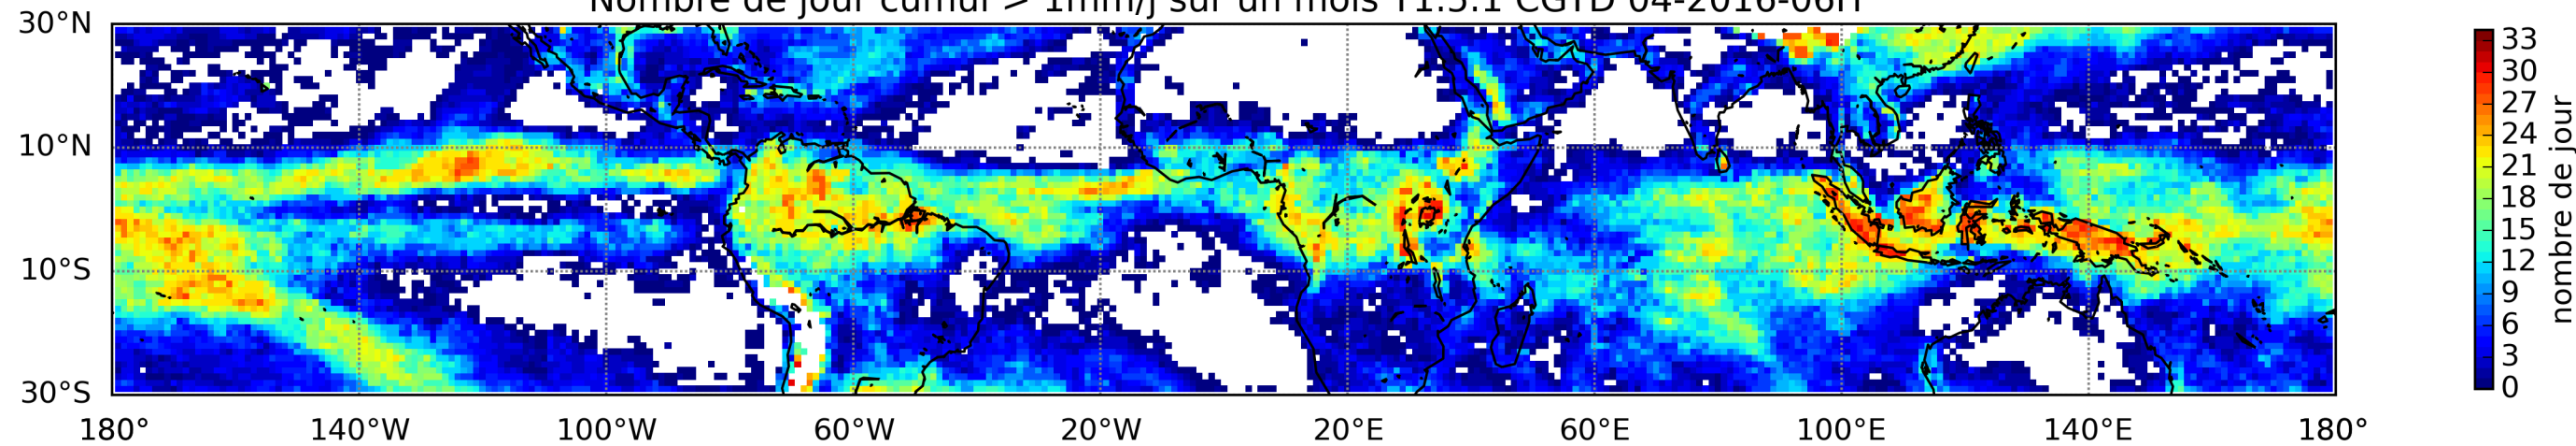 Nombre de jour cumul > 1mm/j sur un mois T1.5.1 CGTD 04-2016-06H
30°N
10°N
10°S
30°S
180° 140°W 100°W 60°W 20°W 20°E 60°E 100°E 140°E 180°
33
30
27
24
21
18
15
12
9
6
3
0
nombre de jour